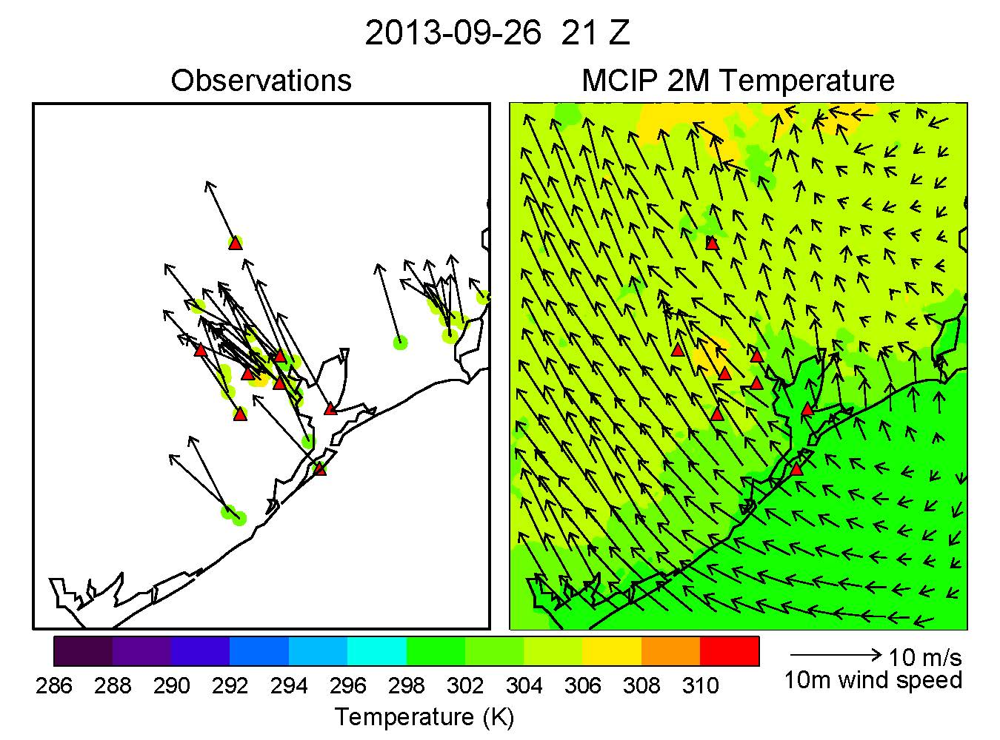 2013-09-26 21 Z
Observations
MCIP 2M Temperature
286 288 290 292 294 296 298 302 304 306 308 310
Temperature (K)
10 m/s
10m wind speed